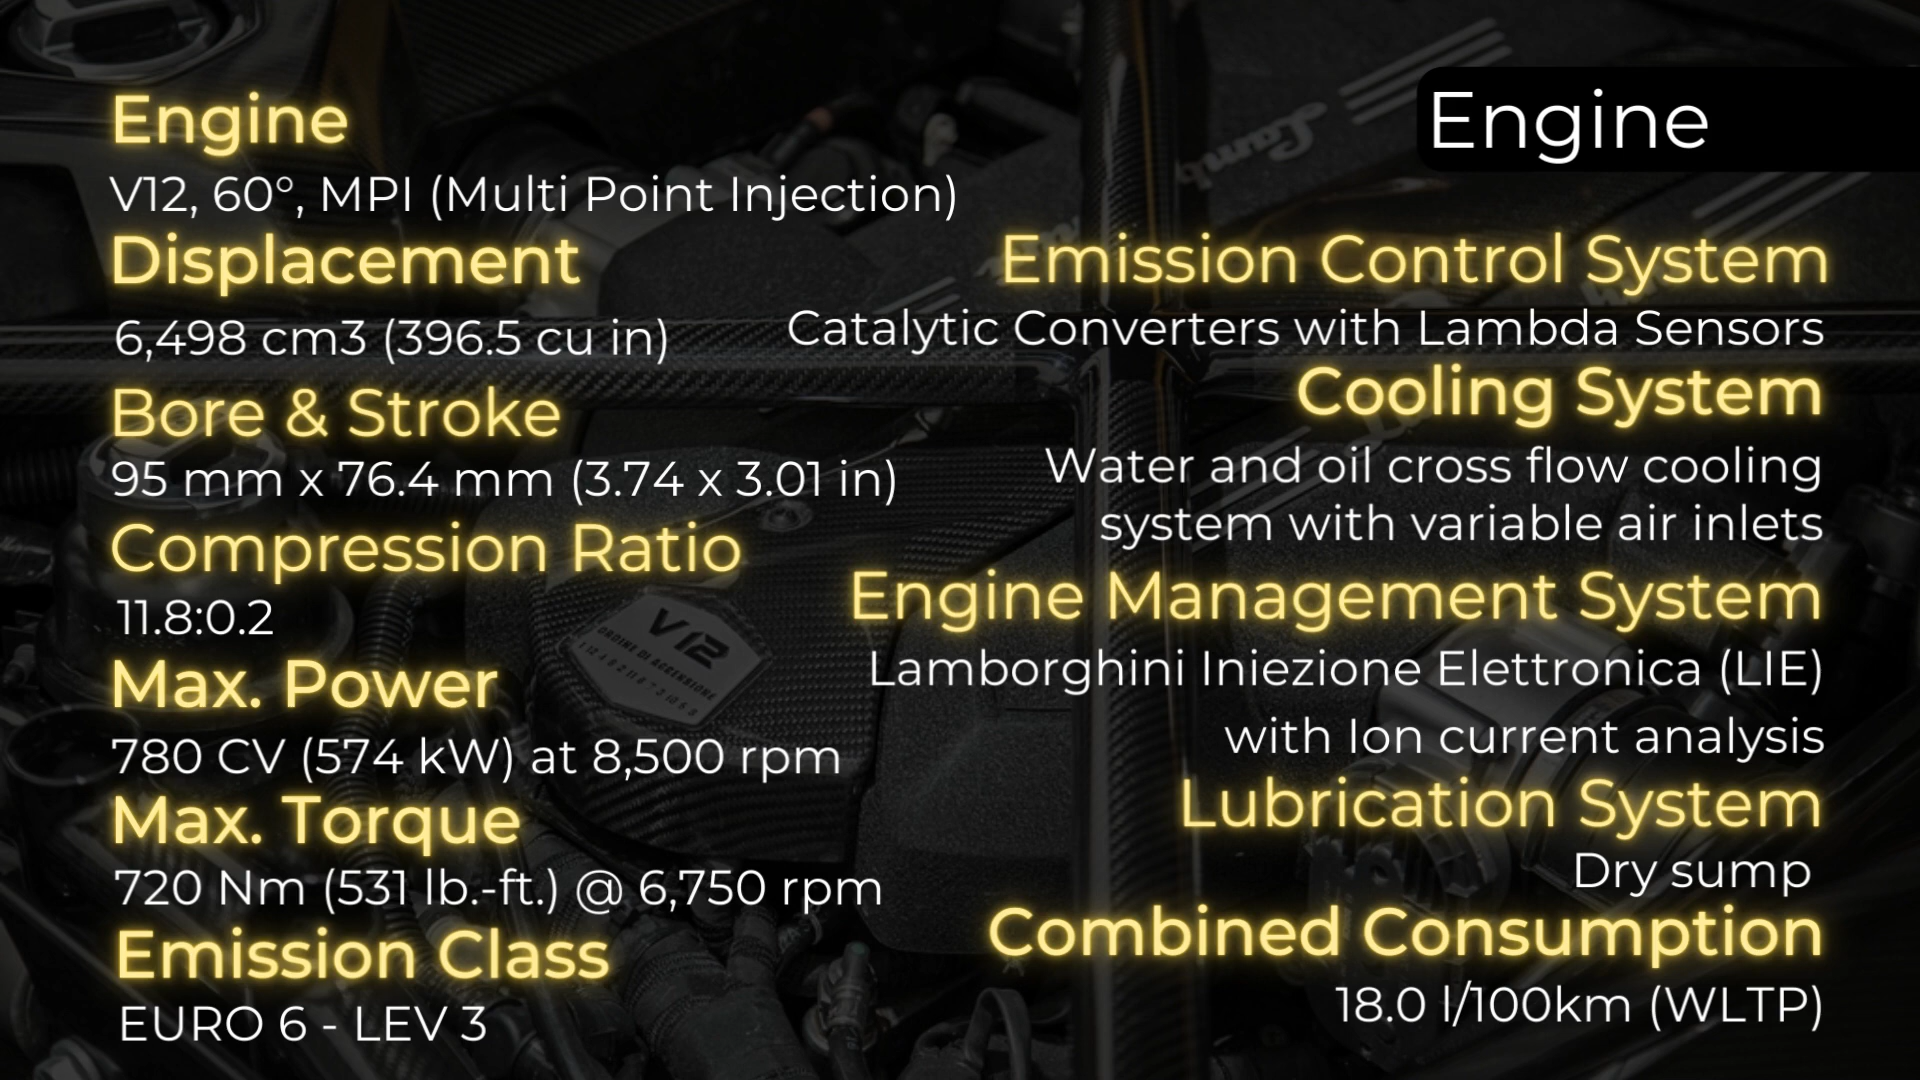 Engine
Engine
V12, 60°, MPI (Multi Point Injection)
Displacement
6,498 cm3 (396.5 cu in)
Bore & Stroke
95 mm x 76.4 mm (3.74 x 3.01 in)
Compression Ratio
11.8:0.2
Max. Power
780 CV (574 kW) at 8,500 rpm
Max. Torque
720 Nm (531 lb.-ft.) @ 6,750 rpm
Emission Class
EURO 6 - LEV 3
Emission Control System
Catalytic Converters with Lambda Sensors
Cooling System
Water and oil cross flow cooling
system with variable air inlets
Engine Management System
Lamborghini Iniezione Elettronica (LIE)
with Ion current analysis
Lubrication System
Dry sump
Combined Consumption
18.0 l/100km (WLTP)
V12
ORDINE DI ACCENSIONE